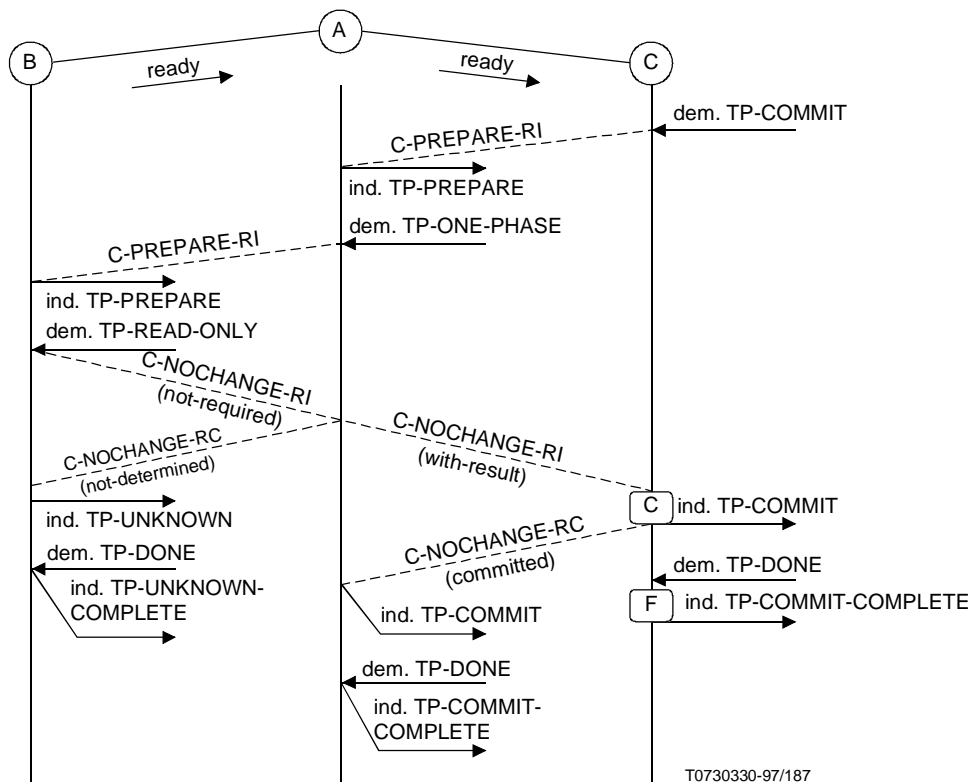 A
B
C
ready
ready
dem. TP-COMMIT
C-PREPARE-RI
ind. TP-PREPARE
dem. TP-ONE-PHASE
C-PREPARE-RI
ind. TP-PREPARE
dem. TP-READ-ONLY
C-NOCHANGE-RI
(not-required)
C-NOCHANGE-RI
(with-result)
C-NOCHANGE-RC
(not-determined)
C
ind. TP-COMMIT
ind. TP-UNKNOWN
C-NOCHANGE-RC
(committed)
dem. TP-DONE
dem. TP-DONE
ind. TP-UNKNOWN-
COMPLETE
F
ind. TP-COMMIT-COMPLETE
ind. TP-COMMIT
dem. TP-DONE
ind. TP-COMMIT-
COMPLETE
T0730330-97/187